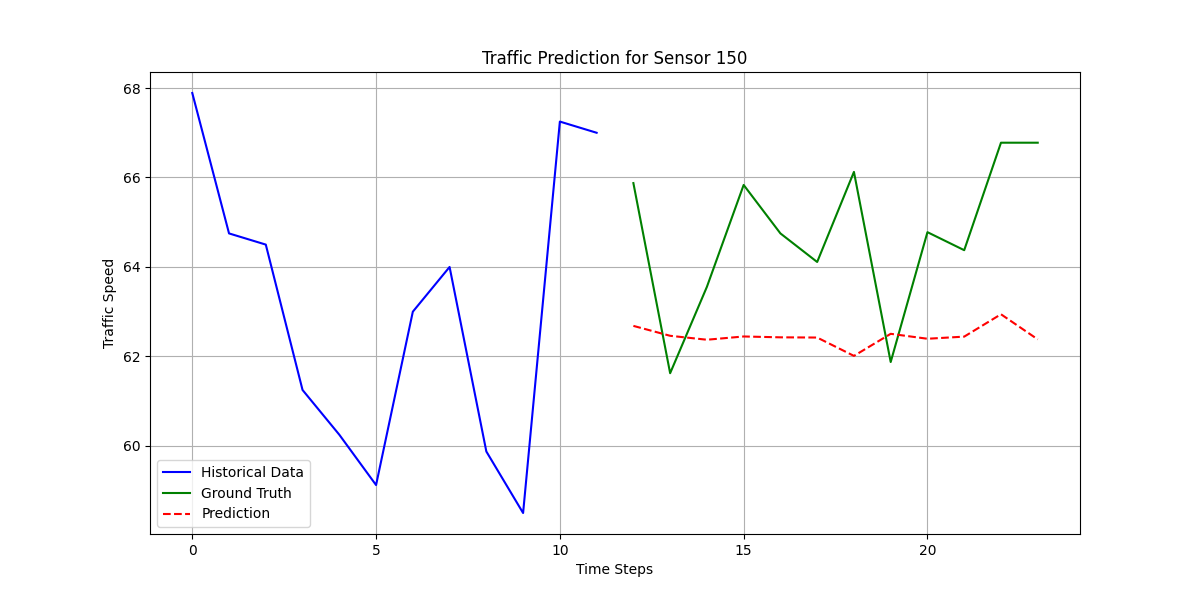 Traffic Prediction for Sensor 150
Traffic Speed
68
66
64
62
60
Historical Data
Ground Truth
Prediction
0
5
10
15
20
Time Steps